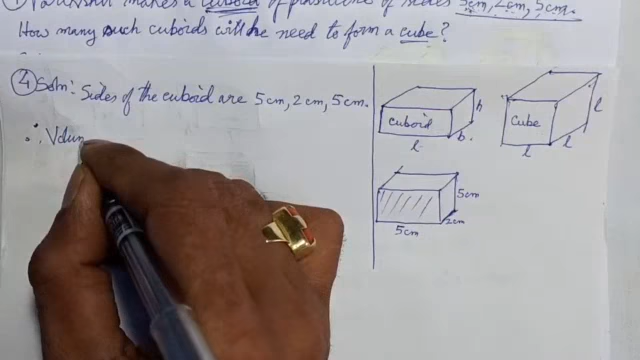 makes a cuboid of plasticine of sides 5cm, 2cm, 5cm.
How many such cuboids will he need to form a cube?
④ Soln: Sides of the cuboid are 5cm, 2cm, 5cm.
∴ Volum
cuboid
l
b.
h
cube
l
l
l
5cm
2cm
5cm